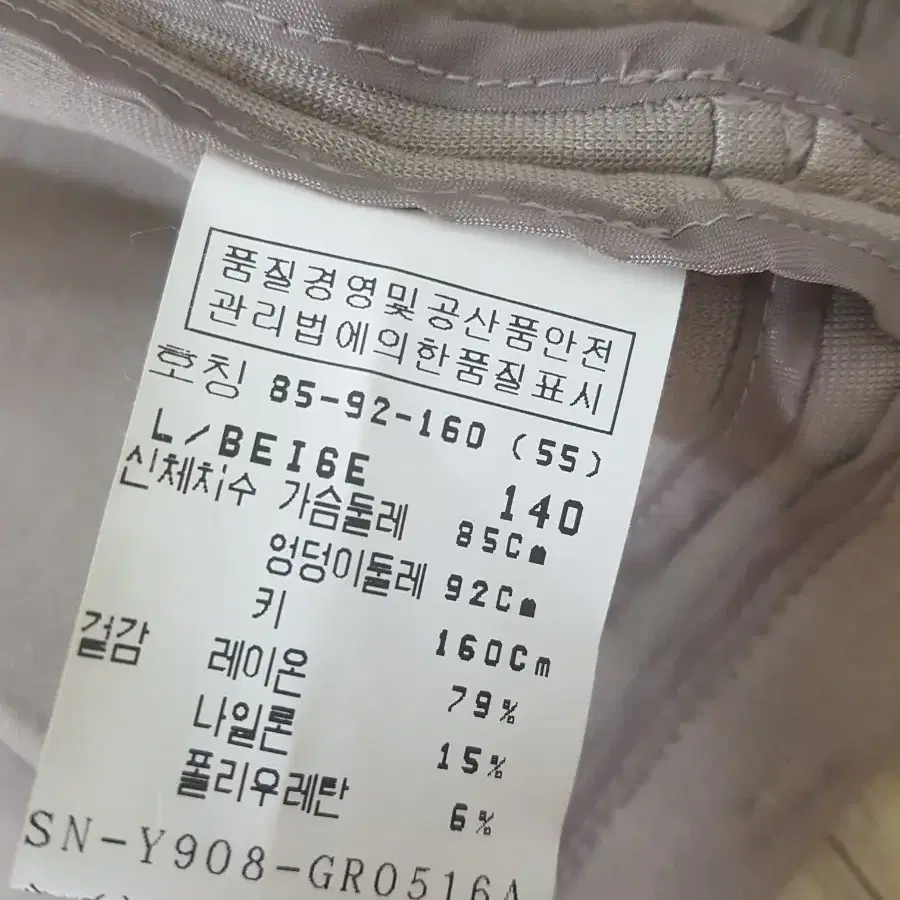 품질경영및공산품안전
관리법에의한품질표시
호칭 85-92-160 (55)
L/BEIGE 140
신체치수 가슴둘레 85Cm
엉덩이둘레 92Cm
키 160Cm
겉감 레이온 79%
나일론 15%
폴리우레탄 6%
SN-Y908-GR0516A